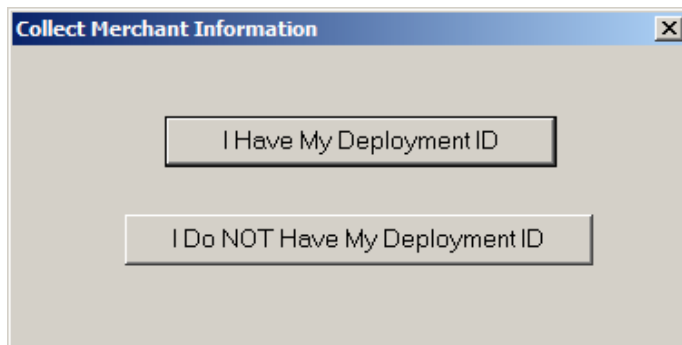 Collect Merchant Information
I Have My Deployment ID
I Do NOT Have My Deployment ID